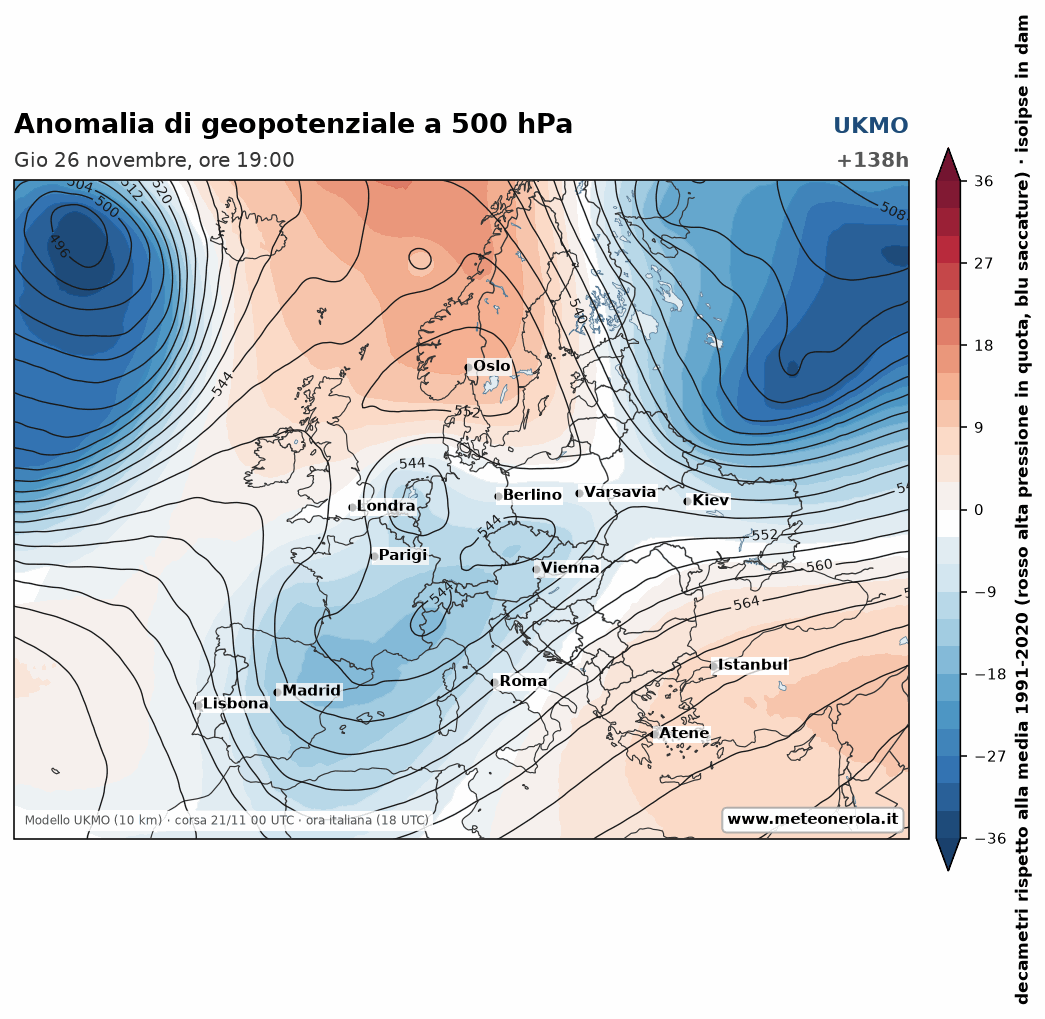 Anomalia di geopotenziale a 500 hPa
UKMO
Gio 26 novembre, ore 19:00
+138h
504
512
520
500
496
508
540
544
Oslo
552
544
Londra
Berlino
Varsavia
Kiev
544
552
Parigi
Vienna
560
544
564
Istanbul
Roma
Madrid
Lisbona
Atene
Modello UKMO (10 km) · corsa 21/11 00 UTC · ora italiana (18 UTC)
www.meteonerola.it
36
27
18
9
0
−9
−18
−27
−36
decametri rispetto alla media 1991-2020 (rosso alta pressione in quota, blu saccature) · isoipse in dam